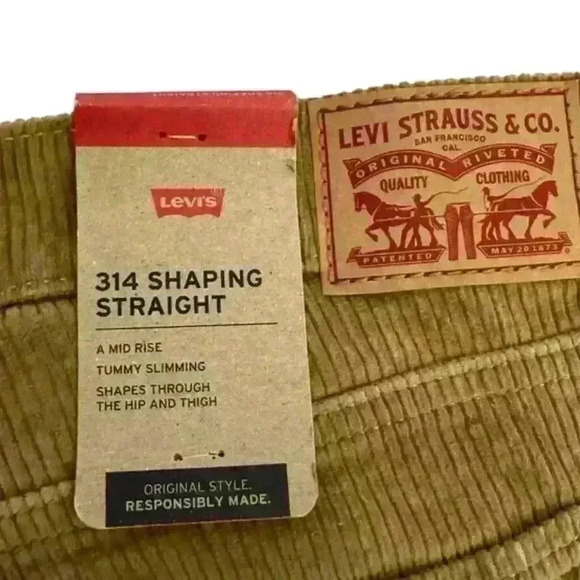 Levi's
314 SHAPING
STRAIGHT
A MID RISE
TUMMY SLIMMING
SHAPES THROUGH
THE HIP AND THIGH
ORIGINAL STYLE.
RESPONSIBLY MADE.
LEVI STRAUSS & CO.
SAN FRANCISCO
CAL.
ORIGINAL RIVETED
QUALITY CLOTHING
PATENTED MAY 20 1873